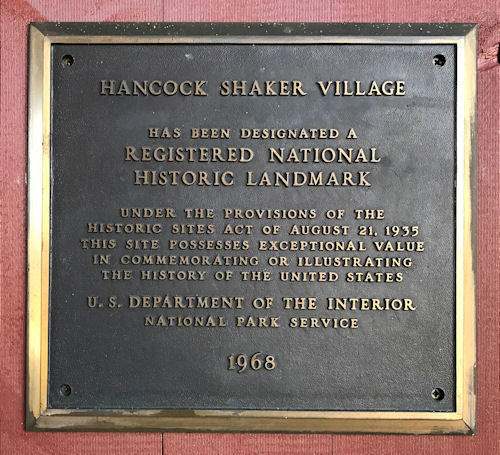 HANCOCK SHAKER VILLAGE
HAS BEEN DESIGNATED A
REGISTERED NATIONAL
HISTORIC LANDMARK
UNDER THE PROVISIONS OF THE
HISTORIC SITES ACT OF AUGUST 21, 1935
THIS SITE POSSESSES EXCEPTIONAL VALUE
IN COMMEMORATING OR ILLUSTRATING
THE HISTORY OF THE UNITED STATES
U. S. DEPARTMENT OF THE INTERIOR
NATIONAL PARK SERVICE
1968